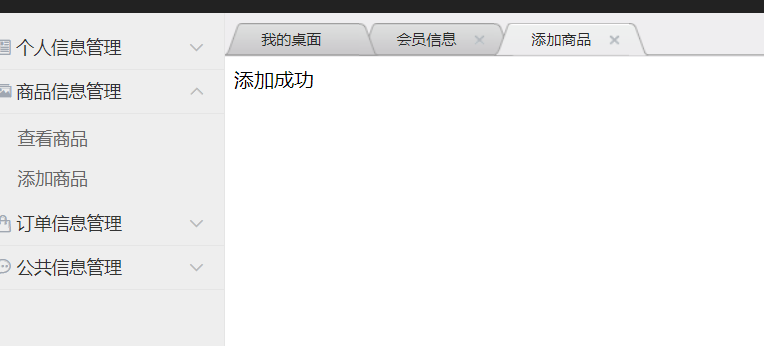 个人信息管理
商品信息管理
查看商品
添加商品
订单信息管理
公共信息管理
我的桌面 会员信息 添加商品
添加成功